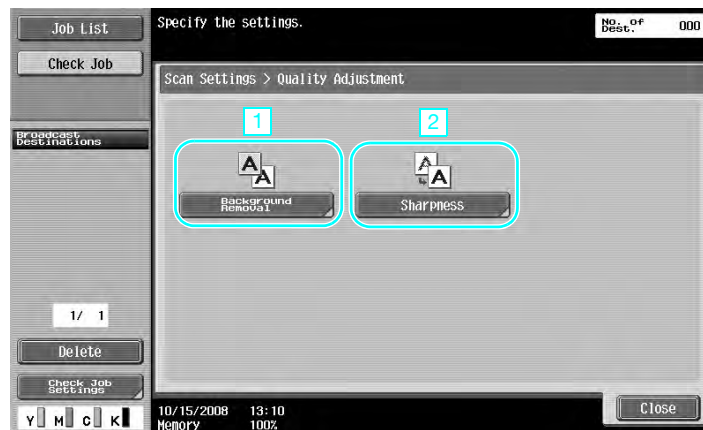 Job List
Check Job
Broadcast
Destinations
1/ 1
Delete
Check Job
Settings
Y M C K
Specify the settings.
No. of
Dest. 000
Scan Settings > Quality Adjustment
1
2
A
A
A
A
Background
Removal
Sharpness
10/15/2008 13:10
Memory 100%
Close